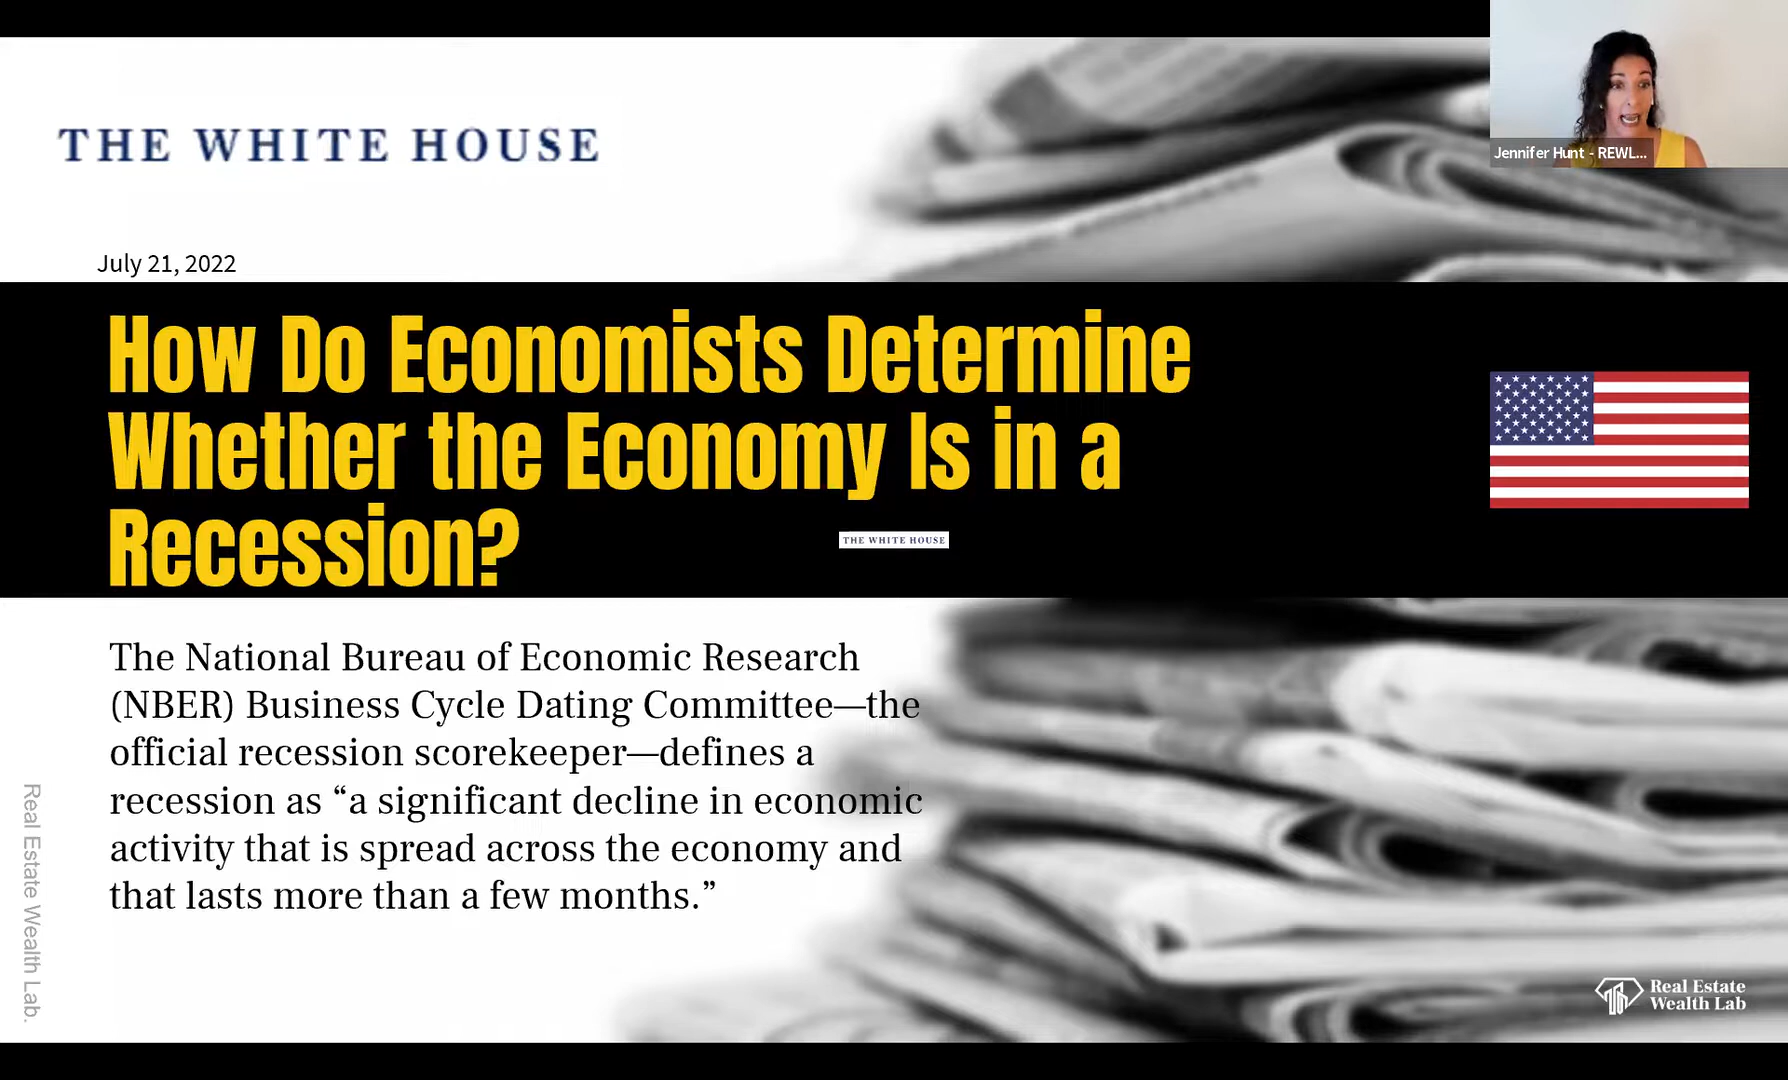 THE WHITE HOUSE
Jennifer Hunt - REWL...
July 21, 2022
How Do Economists Determine
Whether the Economy Is in a
Recession?
THE WHITE HOUSE
The National Bureau of Economic Research
(NBER) Business Cycle Dating Committee—the
official recession scorekeeper—defines a
recession as “a significant decline in economic
activity that is spread across the economy and
that lasts more than a few months.”
Real Estate Wealth Lab.
Real Estate
Wealth Lab